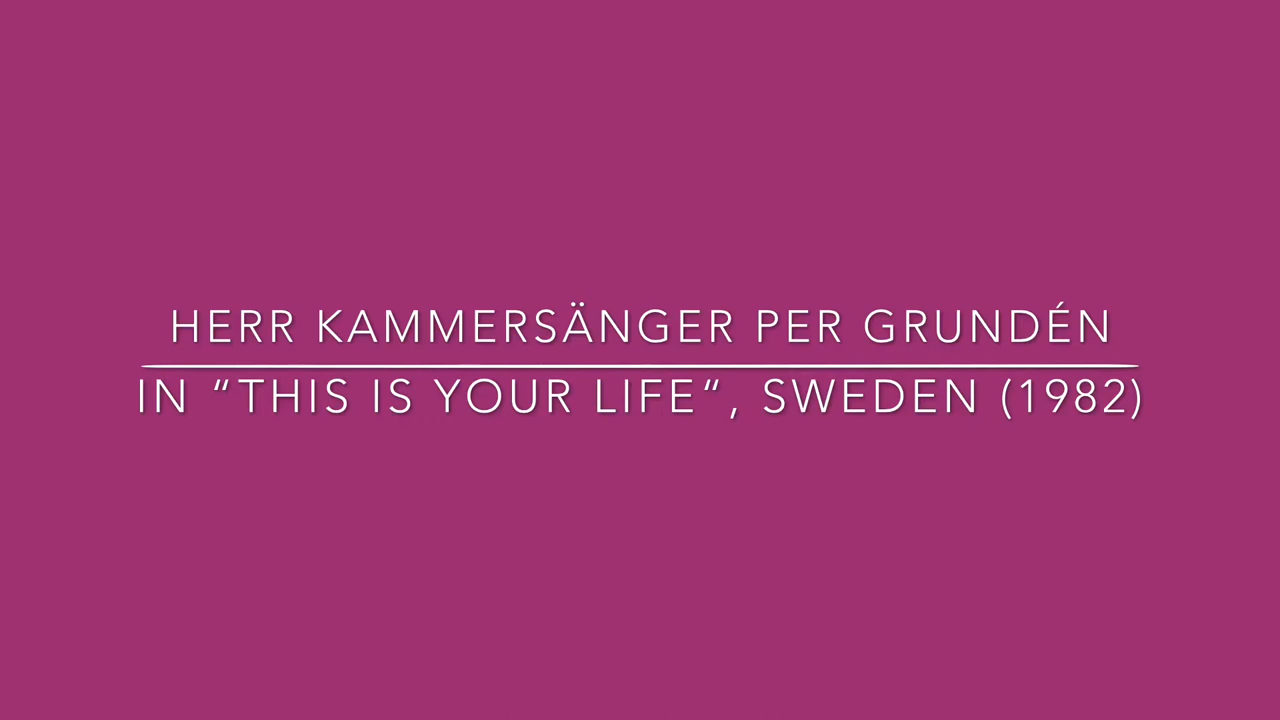 HERR KAMMERSÄNGER PER GRUNDÉN
IN “THIS IS YOUR LIFE“, SWEDEN (1982)